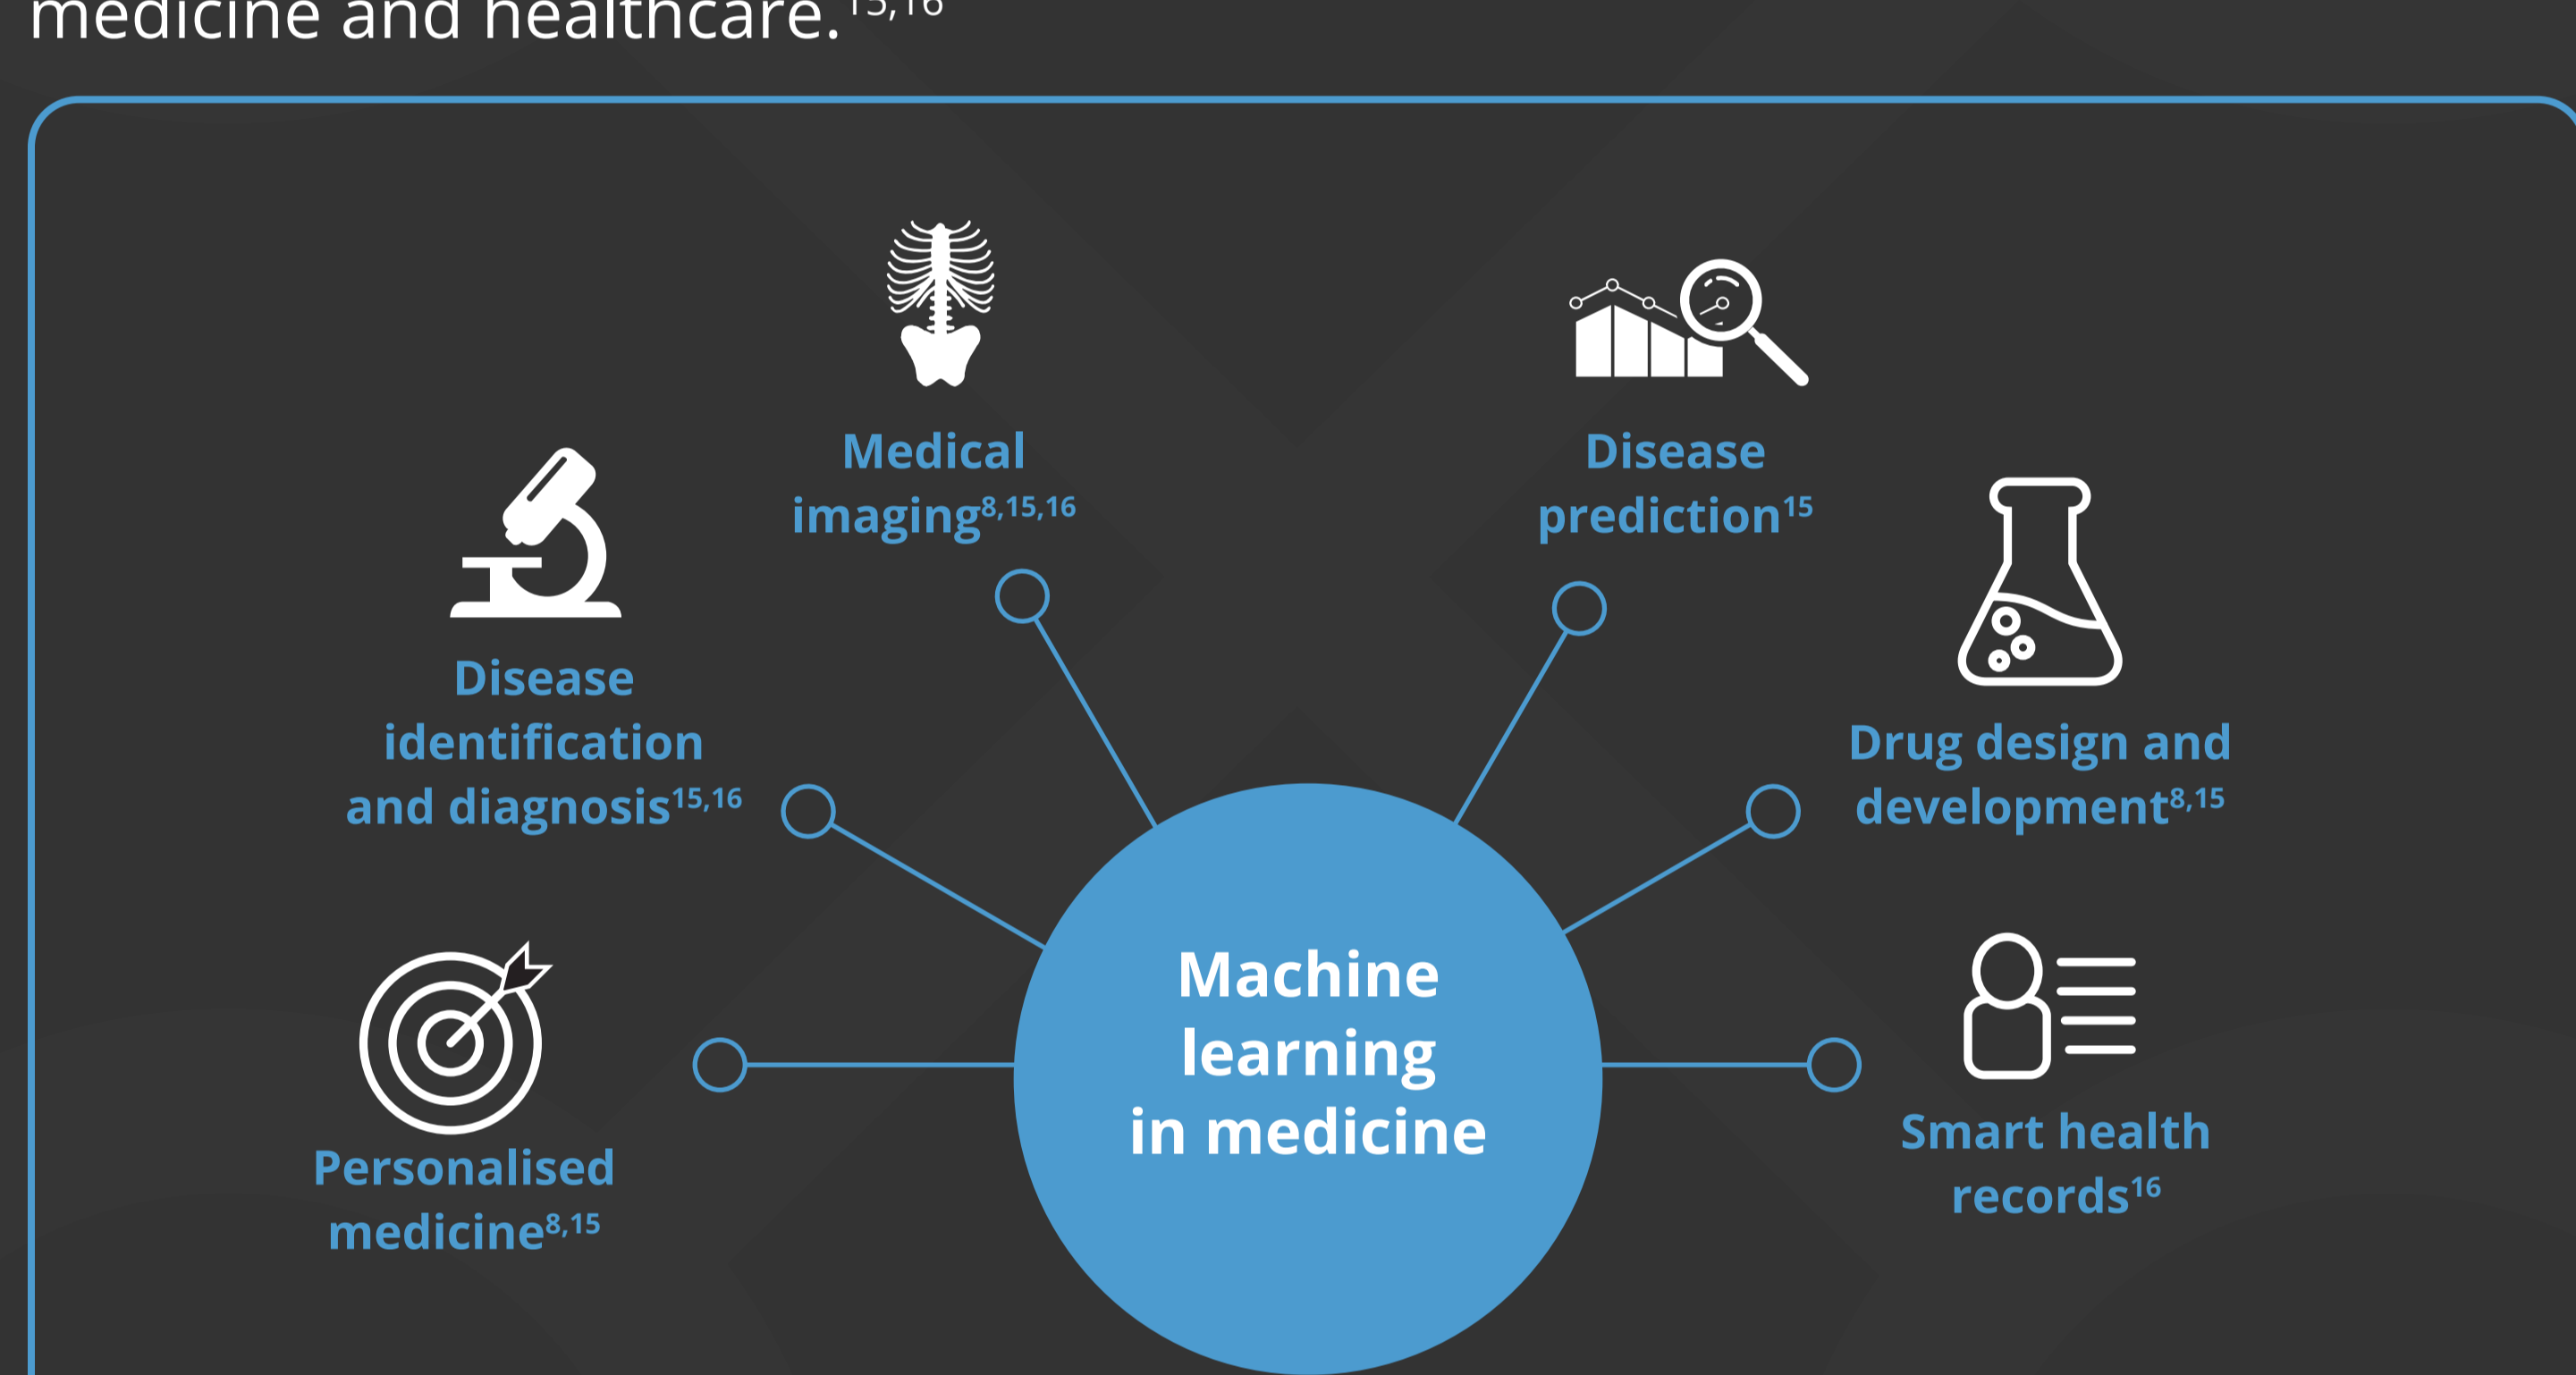 medicine and healthcare.15,16
Medical
imaging8,15,16
Disease
prediction15
Disease
identification
and diagnosis15,16
Drug design and
development8,15
Machine
learning
in medicine
Personalised
medicine8,15
Smart health
records16